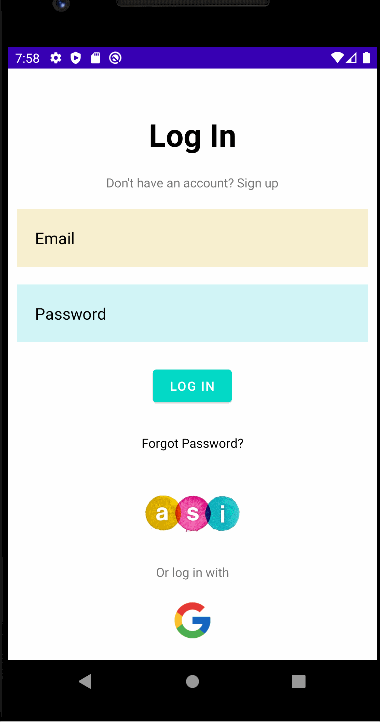 7:58
Log In
Don't have an account? Sign up
Email
Password
LOG IN
Forgot Password?
asi
Or log in with
G